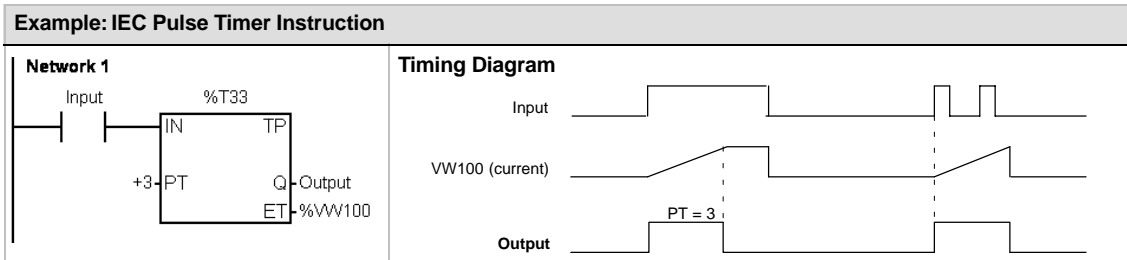 Example: IEC Pulse Timer Instruction
Network 1
Input
%T33
IN TP
+3 PT Q Output
ET %VW100
Timing Diagram
Input
VW100 (current)
PT = 3
Output